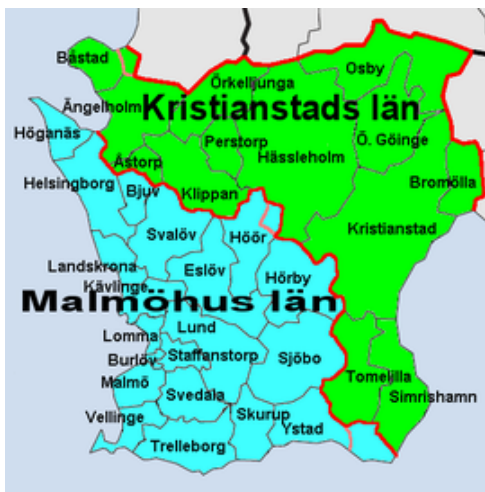 Båstad
Örkelljunga
Osby
Ängelholm
Kristianstads län
Höganäs
Perstorp
Ö. Göinge
Åstorp
Hässleholm
Helsingborg
Bjuv
Klippan
Bromölla
Svalöv
Höör
Kristianstad
Landskrona
Eslöv
Hörby
Kävlinge
Malmöhus län
Lomma
Lund
Burlöv
Staffanstorp
Sjöbo
Malmö
Tomelilla
Svedala
Simrishamn
Vellinge
Skurup
Ystad
Trelleborg